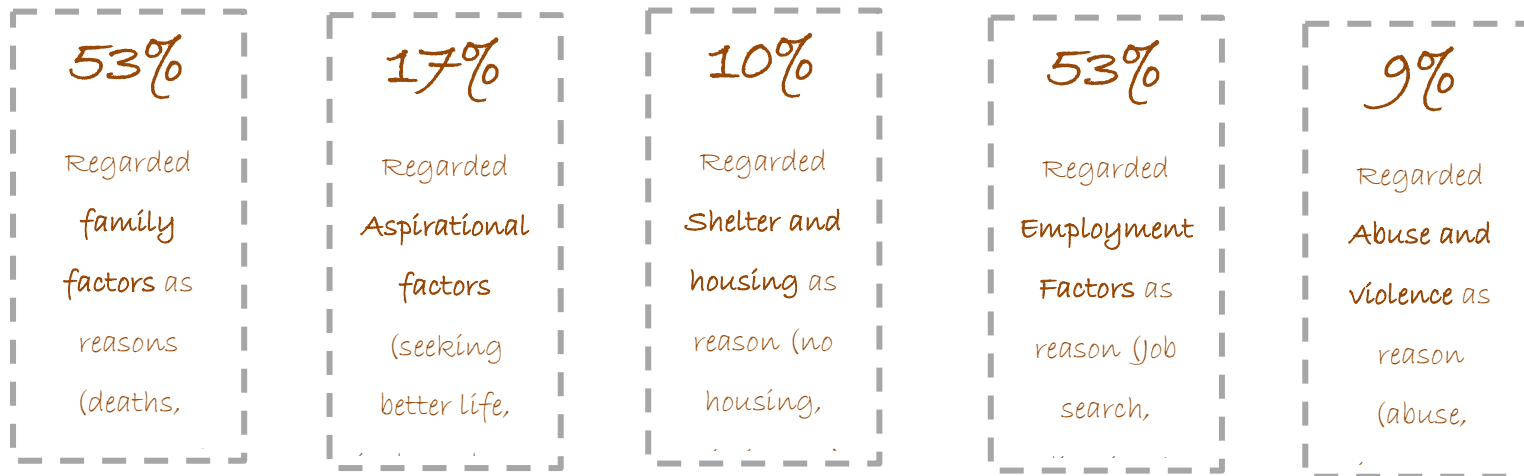 53%
Regarded
family
factors as
reasons
(deaths,
17%
Regarded
Aspirational
factors
(seeking
better life,
10%
Regarded
Shelter and
housing as
reason (no
housing,
53%
Regarded
Employment
Factors as
reason (Job
search,
9%
Regarded
Abuse and
violence as
reason
(abuse,